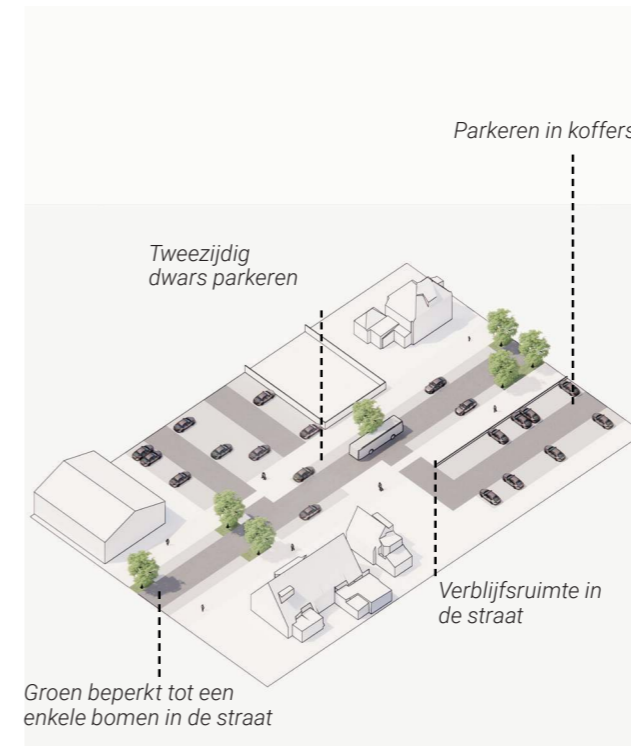 Parkeren in koffers
Tweezijdig
dwars parkeren
Verblijfsruimte in
de straat
Groen beperkt tot een
enkele bomen in de straat